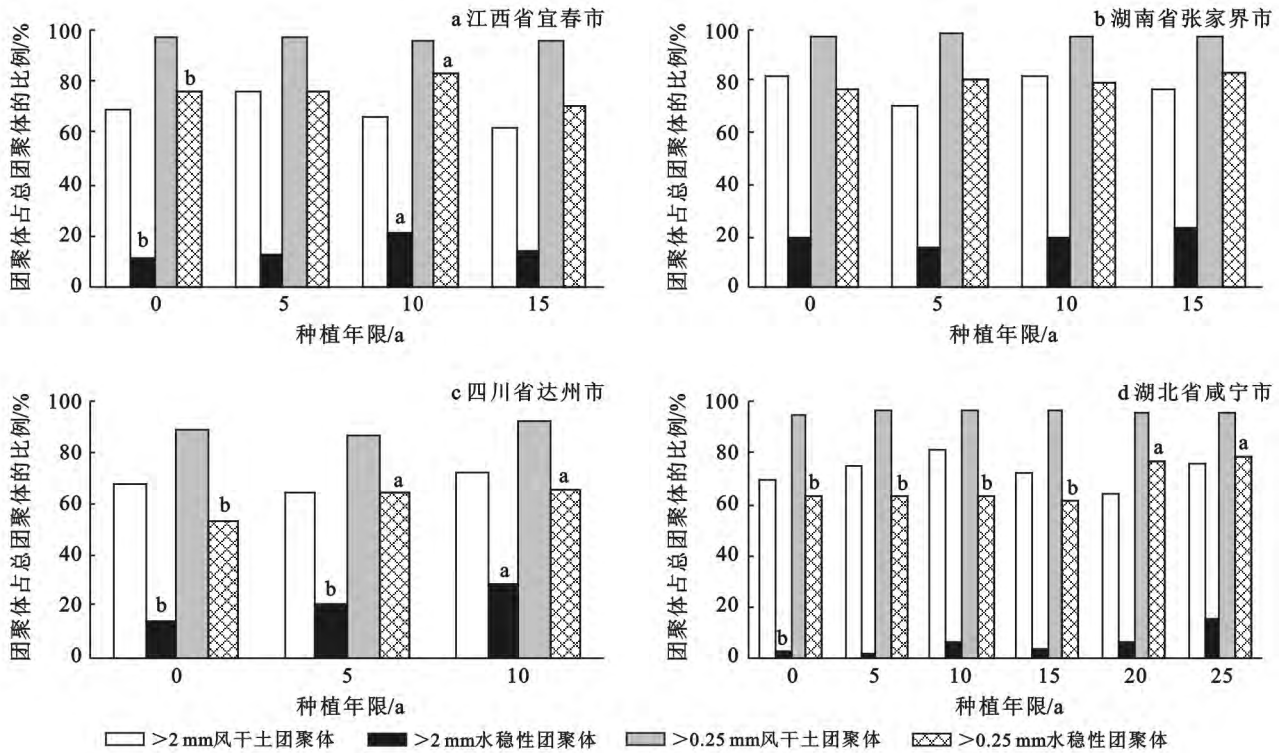 a 江西省宜春市
团聚体占总团聚体的比例/%
100
80
60
40
20
0
b
b
a
a
0 5 10 15
种植年限/a
b 湖南省张家界市
团聚体占总团聚体的比例/%
100
80
60
40
20
0
0 5 10 15
种植年限/a
c 四川省达州市
团聚体占总团聚体的比例/%
100
80
60
40
20
0
b
b
b
a
a
a
0 5 10
种植年限/a
d 湖北省咸宁市
团聚体占总团聚体的比例/%
100
80
60
40
20
0
b
b
b
b
b
a
a
0 5 10 15 20 25
种植年限/a
>2 mm风干土团聚体 >2 mm水稳性团聚体 >0.25 mm风干土团聚体 >0.25 mm水稳性团聚体